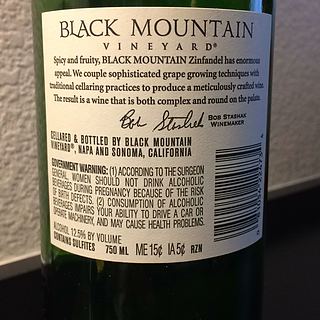 BLACK MOUNTAIN
VINEYARD®
Spicy and fruity, BLACK MOUNTAIN Zinfandel has enormous
appeal. We couple sophisticated grape growing techniques with
traditional cellaring practices to produce a meticulously crafted wine.
The result is a wine that is both complex and round on the palate.
Bob Stashak
BOB STASHAK
WINEMAKER
CELLARED & BOTTLED BY BLACK MOUNTAIN
VINEYARD®, NAPA AND SONOMA, CALIFORNIA
GOVERNMENT WARNING: (1) ACCORDING TO THE SURGEON
GENERAL, WOMEN SHOULD NOT DRINK ALCOHOLIC
BEVERAGES DURING PREGNANCY BECAUSE OF THE RISK
OF BIRTH DEFECTS. (2) CONSUMPTION OF ALCOHOLIC
BEVERAGES IMPAIRS YOUR ABILITY TO DRIVE A CAR OR
OPERATE MACHINERY, AND MAY CAUSE HEALTH PROBLEMS.
ALCOHOL 12.5% BY VOLUME
CONTAINS SULFITES 750 ML ME 15¢ IA 5¢ RZN